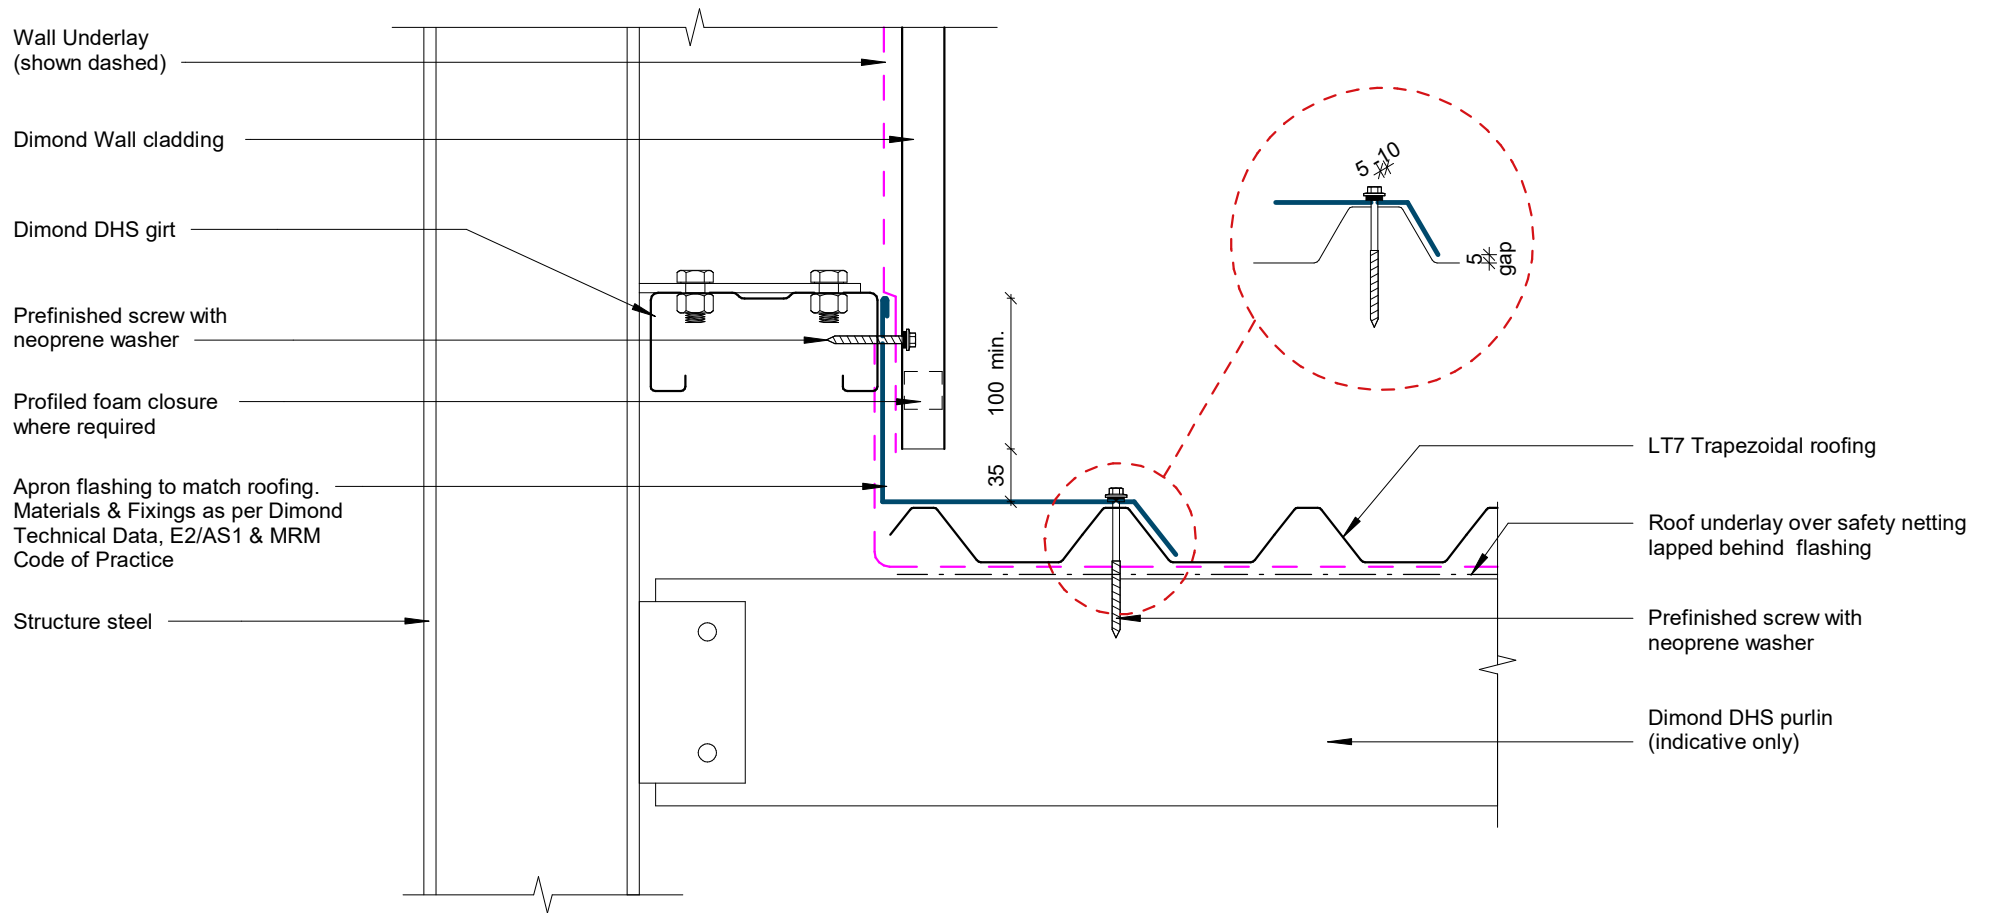 Wall Underlay
(shown dashed)
Dimond Wall cladding
Dimond DHS girt
Prefinished screw with
neoprene washer
Profiled foam closure
where required
Apron flashing to match roofing.
Materials & Fixings as per Dimond
Technical Data, E2/AS1 & MRM
Code of Practice
Structure steel
100 min.
35
5 -10
5
gap
LT7 Trapezoidal roofing
Roof underlay over safety netting
lapped behind flashing
Prefinished screw with
neoprene washer
Dimond DHS purlin
(indicative only)